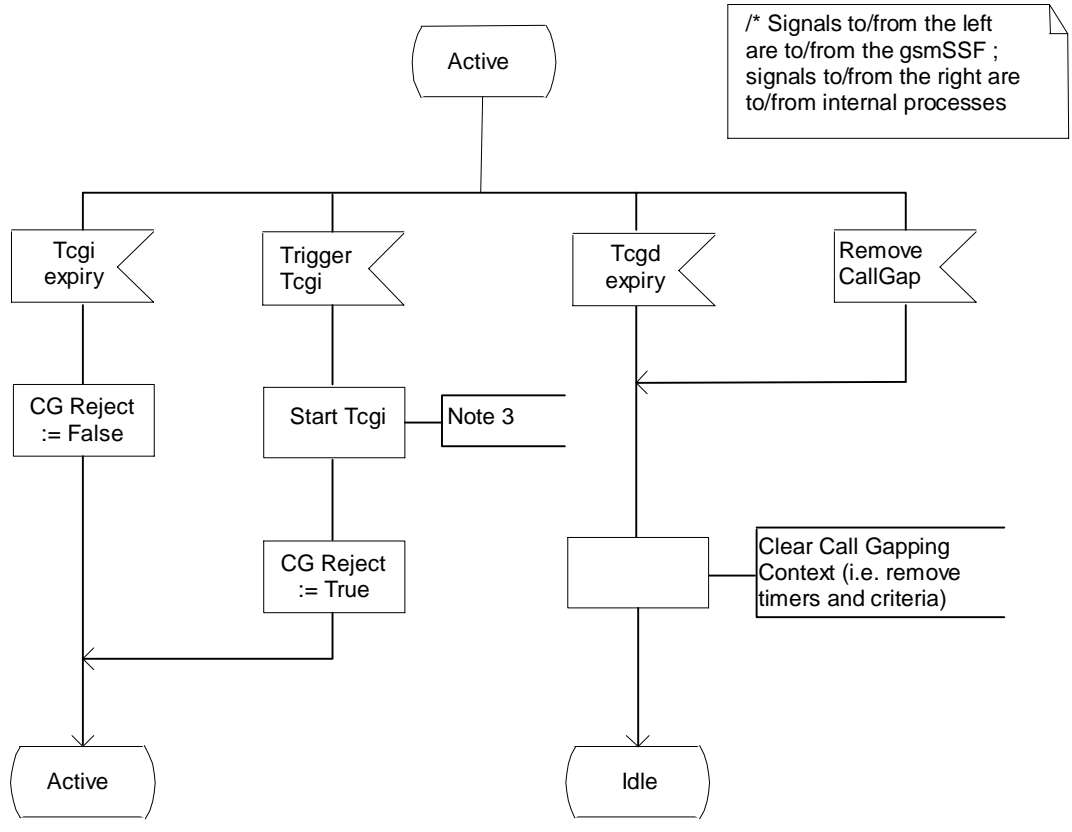 Active
/* Signals to/from the left
are to/from the gsmSSF ;
signals to/from the right are
to/from internal processes
Tcgi
expiry
Trigger
Tcgi
Tcgd
expiry
Remove
CallGap
CG Reject
:= False
Start Tcgi
Note 3
CG Reject
:= True
Clear Call Gapping
Context (i.e. remove
timers and criteria)
Active
Idle